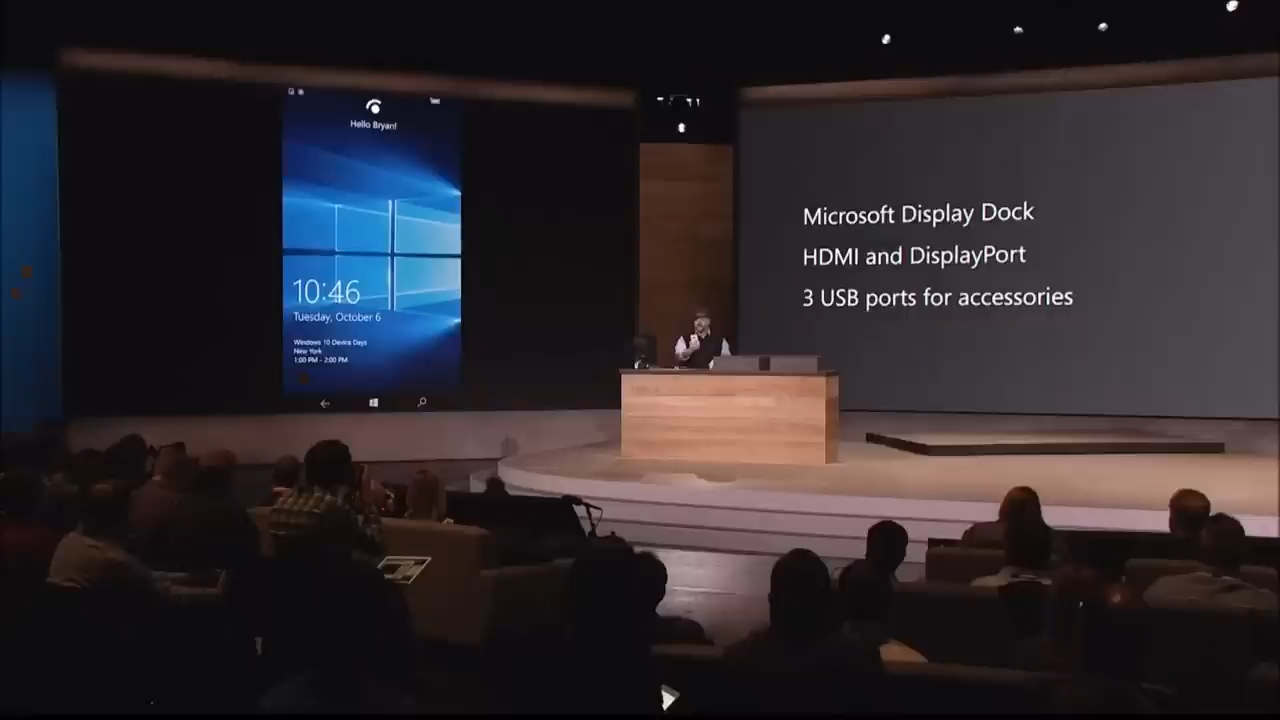 Hello Bryan!
10:46
Tuesday, October 6
Windows 10 Device Days
New York
1:00 PM - 2:00 PM
Microsoft Display Dock
HDMI and DisplayPort
3 USB ports for accessories